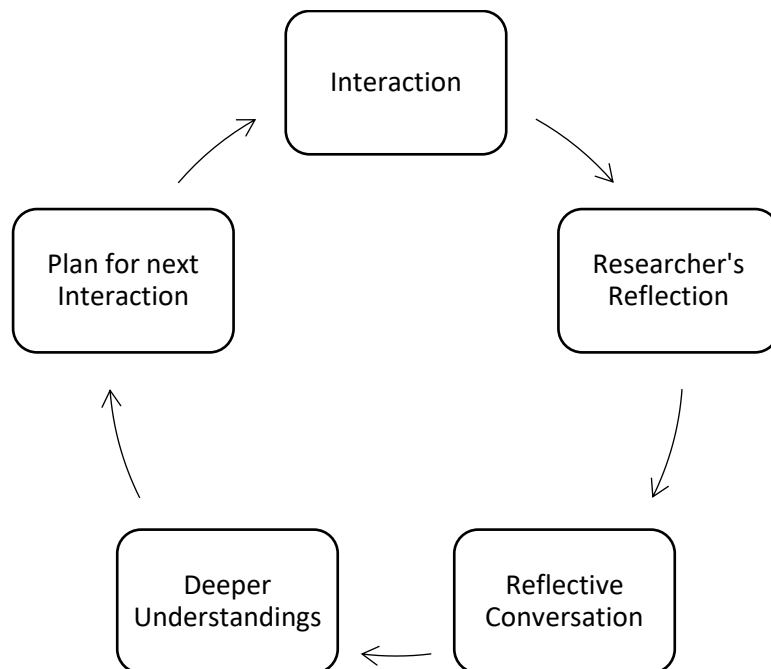 Interaction
Researcher's
Reflection
Reflective
Conversation
Deeper
Understandings
Plan for next
Interaction